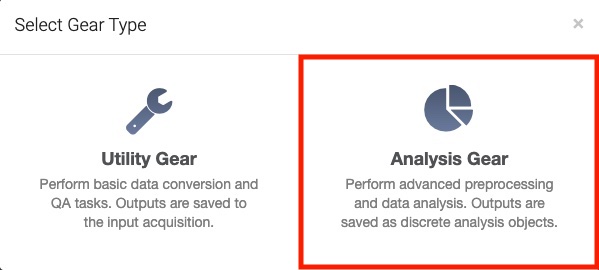 Select Gear Type
×
Utility Gear
Perform basic data conversion and
QA tasks. Outputs are saved to
the input acquisition.
Analysis Gear
Perform advanced preprocessing
and data analysis. Outputs are
saved as discrete analysis objects.